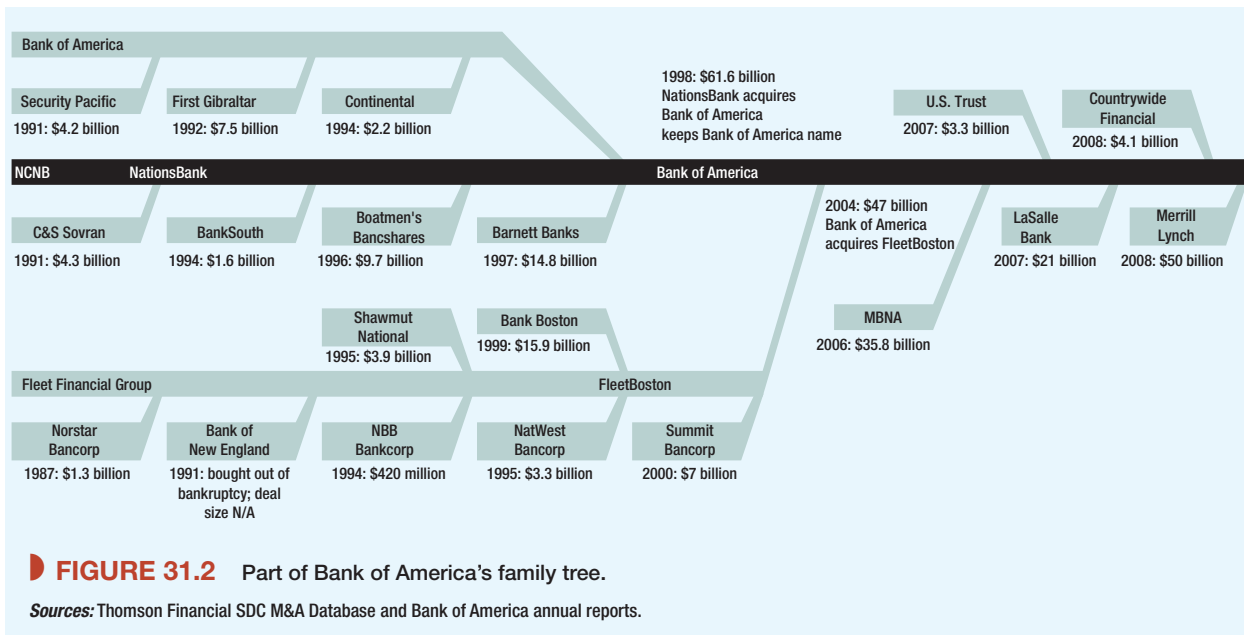 Bank of America
Security Pacific
1991: $4.2 billion
First Gibraltar
1992: $7.5 billion
Continental
1994: $2.2 billion
1998: $61.6 billion
NationsBank acquires
Bank of America
keeps Bank of America name
U.S. Trust
2007: $3.3 billion
Countrywide
Financial
2008: $4.1 billion
NCNB
NationsBank
Bank of America
C&S Sovran
1991: $4.3 billion
BankSouth
1994: $1.6 billion
Boatmen's
Bancshares
1996: $9.7 billion
Barnett Banks
1997: $14.8 billion
2004: $47 billion
Bank of America
acquires FleetBoston
LaSalle
Bank
2007: $21 billion
Merrill
Lynch
2008: $50 billion
Shawmut
National
1995: $3.9 billion
Bank Boston
1999: $15.9 billion
MBNA
2006: $35.8 billion
Fleet Financial Group
FleetBoston
Norstar
Bancorp
1987: $1.3 billion
Bank of
New England
1991: bought out of
bankruptcy; deal
size N/A
NBB
Bankcorp
1994: $420 million
NatWest
Bancorp
1995: $3.3 billion
Summit
Bancorp
2000: $7 billion
FIGURE 31.2 Part of Bank of America’s family tree.
Sources: Thomson Financial SDC M&A Database and Bank of America annual reports.